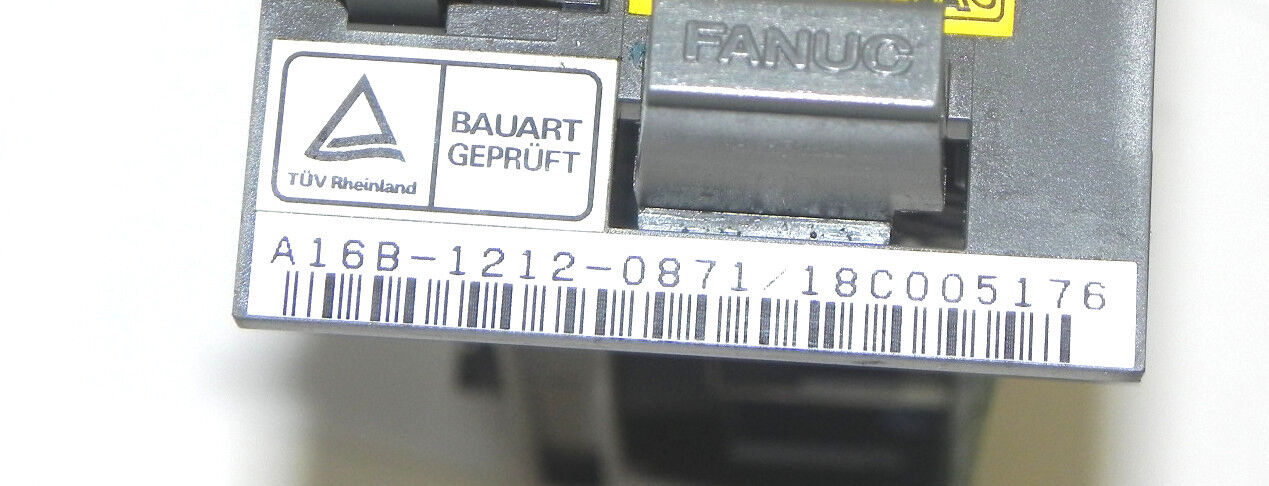 FANUC
BAUART
GEPRÜFT
TÜV Rheinland
A16B-1212-0871/18C005176